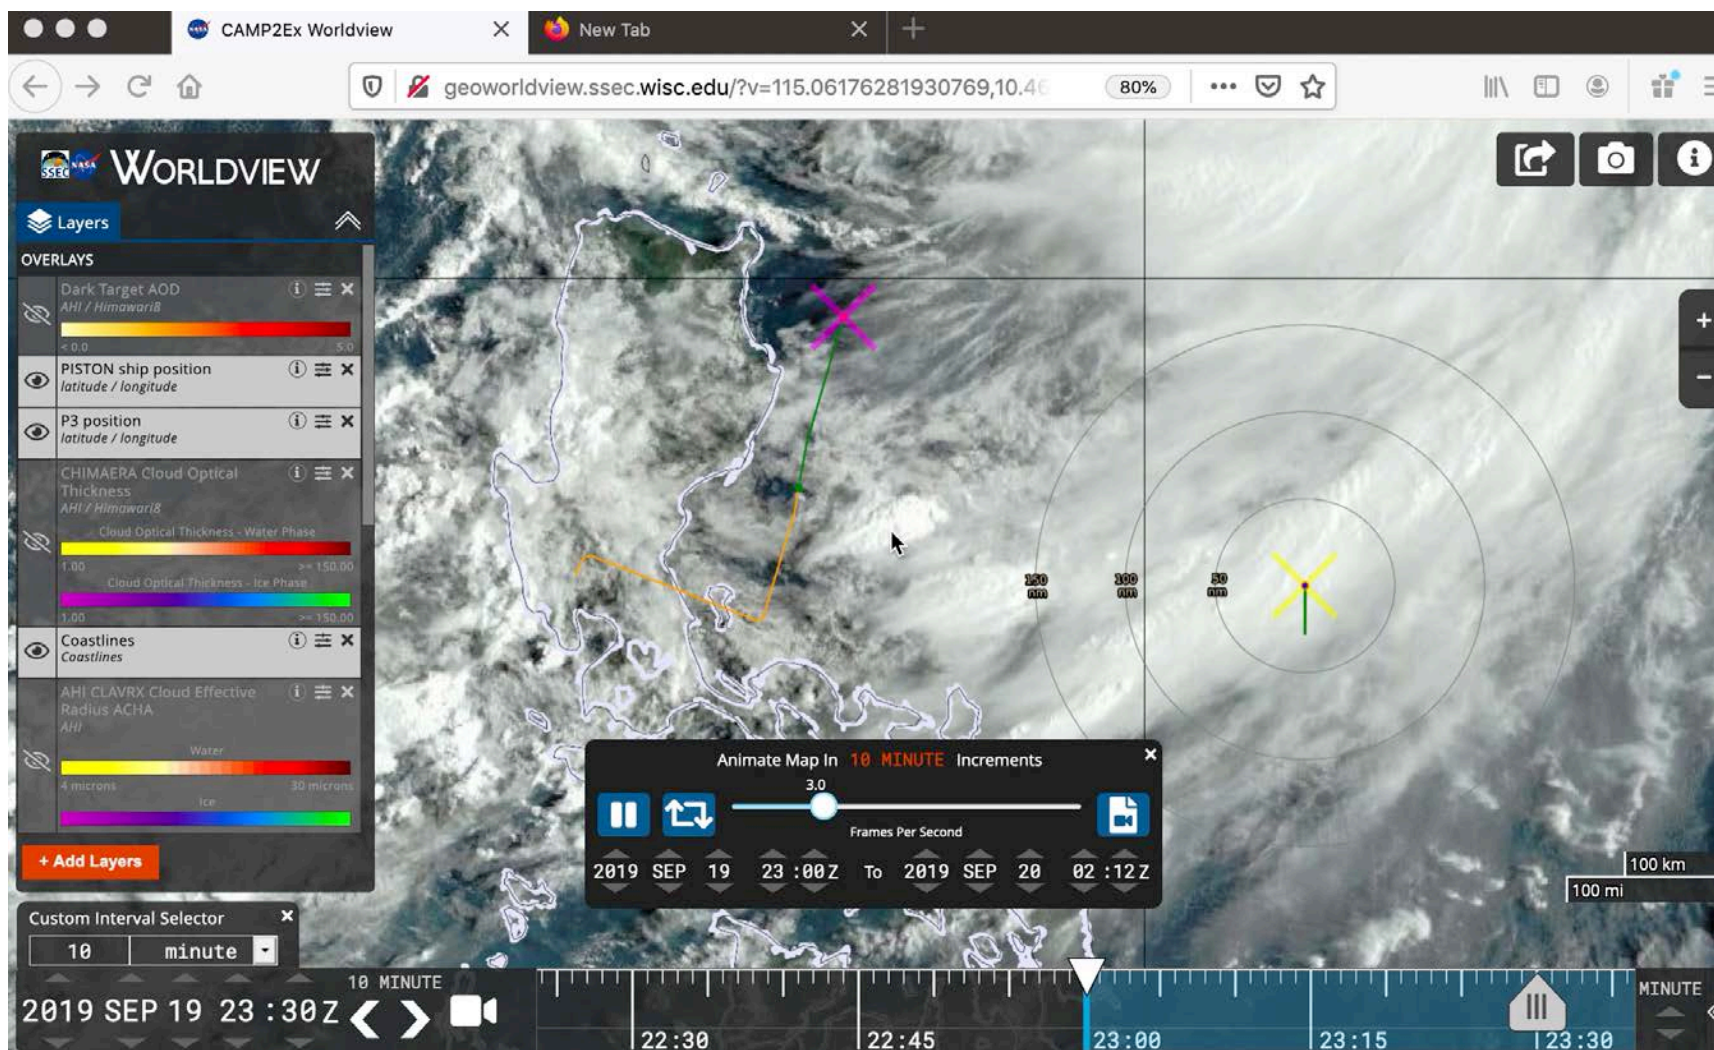 CAMP2Ex Worldview
New Tab
geoworldview.ssec.wisc.edu/?v=115.06176281930769,10.46
80%
SSEC NASA WORLDVIEW
Layers
OVERLAYS
Dark Target AOD
AHI / Himawari8
< 0.0 5.0
PISTON ship position
latitude / longitude
P3 position
latitude / longitude
CHIMAERA Cloud Optical
Thickness
AHI / Himawari8
Cloud Optical Thickness - Water Phase
1.00 >= 150.00
Cloud Optical Thickness - Ice Phase
1.00 >= 150.00
Coastlines
Coastlines
AHI CLAVRX Cloud Effective
Radius ACHA
AHI
Water
4 microns 30 microns
Ice
+ Add Layers
150 nm
100 nm
50 nm
Animate Map In 10 MINUTE Increments
3.0
Frames Per Second
2019 SEP 19 23 :00Z To 2019 SEP 20 02 :12Z
100 km
100 mi
Custom Interval Selector
10 minute
10 MINUTE
2019 SEP 19 23 :30Z
22:30 22:45 23:00 23:15 23:30
MINUTE